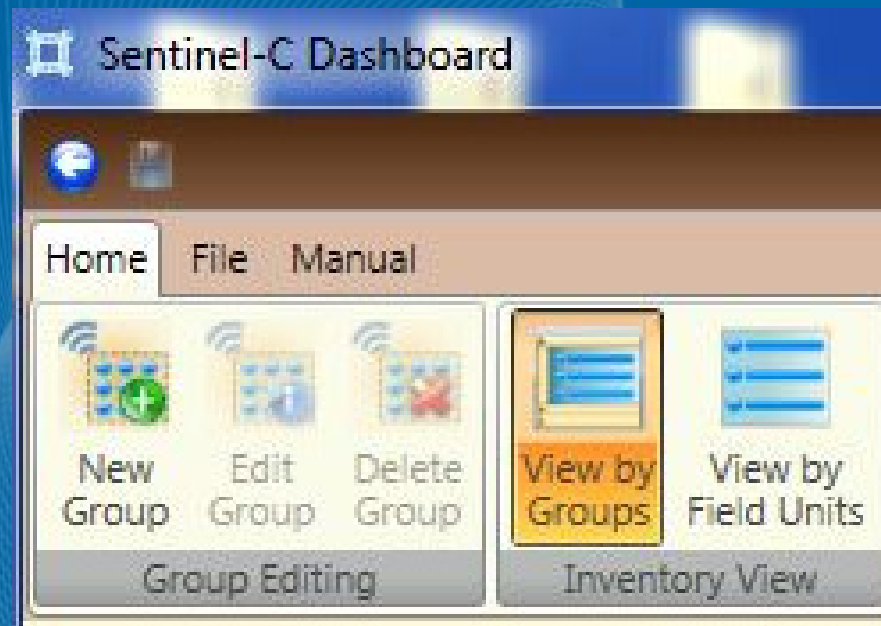 Sentinel-C Dashboard
Home File Manual
New Group
Edit Group
Delete Group
View by Groups
View by Field Units
Group Editing
Inventory View